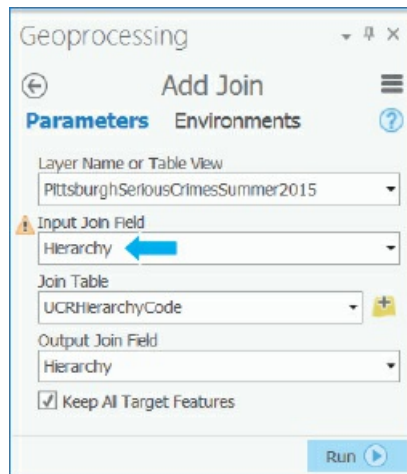 Geoprocessing
Add Join
Parameters Environments
Layer Name or Table View
PittsburghSeriousCrimesSummer2015
Input Join Field
Hierarchy
Join Table
UCRHierarchyCode
Output Join Field
Hierarchy
Keep All Target Features
Run